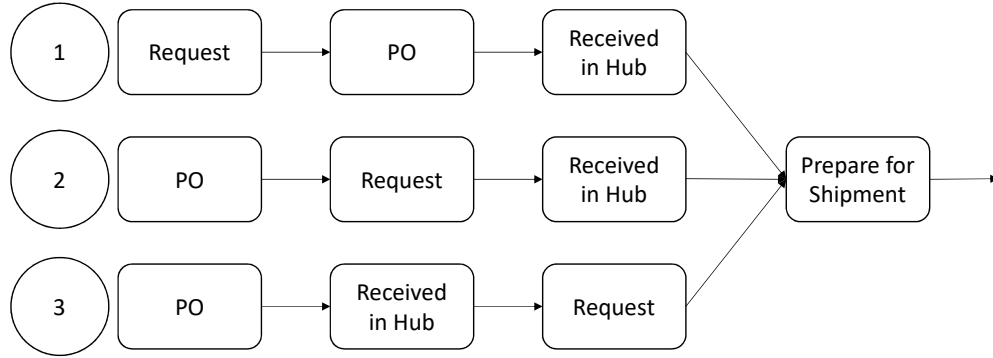 1
Request
PO
Received
in Hub
2
PO
Request
Received
in Hub
Prepare for
Shipment
3
PO
Received
in Hub
Request